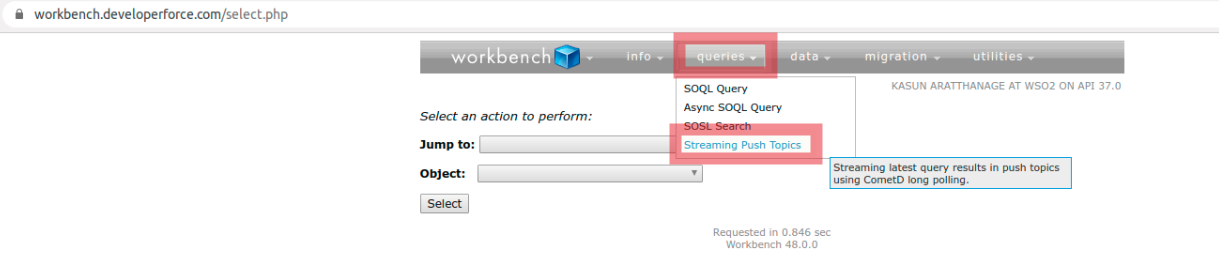 workbench.developerforce.com/select.php
workbench info queries data migration utilities
KASUN ARATTHANAGE AT WSO2 ON API 37.0
SOQL Query
Async SOQL Query
SOSL Search
Streaming Push Topics
Select an action to perform:
Jump to:
Object:
Streaming latest query results in push topics
using CometD long polling.
Select
Requested in 0.846 sec
Workbench 48.0.0